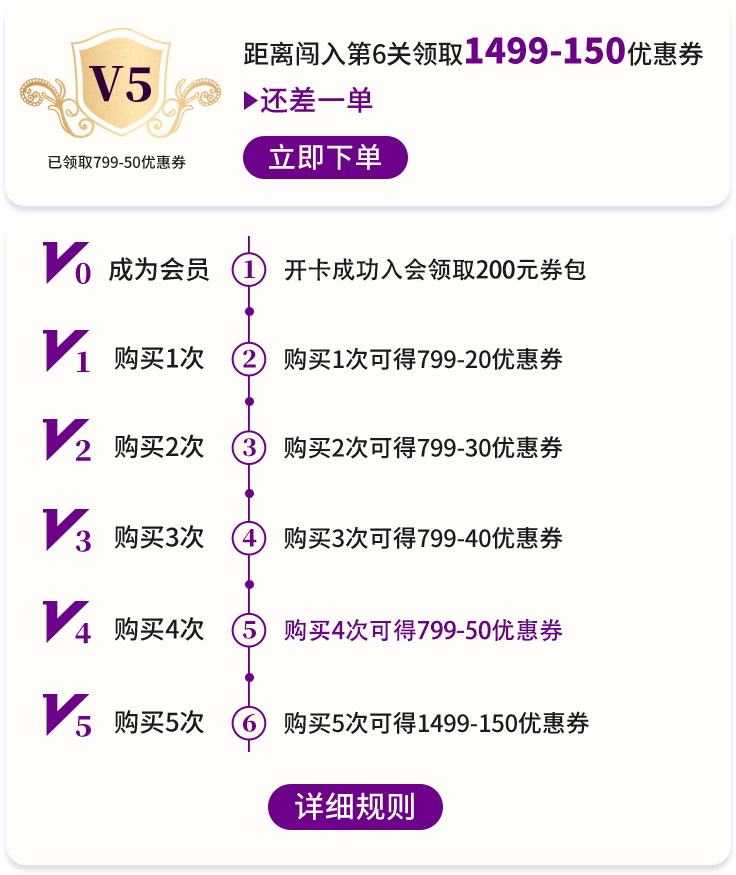 V5
已领取799-50优惠券
距离闯入第6关领取1499-150优惠券
还差一单
立即下单
V0 成为会员 1 开卡成功入会领取200元券包
V1 购买1次 2 购买1次可得799-20优惠券
V2 购买2次 3 购买2次可得799-30优惠券
V3 购买3次 4 购买3次可得799-40优惠券
V4 购买4次 5 购买4次可得799-50优惠券
V5 购买5次 6 购买5次可得1499-150优惠券
详细规则